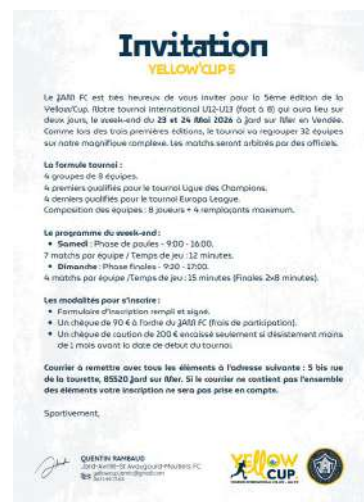 Invitation
YELLOW'CUP 5
Le JAM FC est très heureux de vous inviter pour la 5ème édition de la
Yellow'Cup. Notre tournoi international U12-U13 (foot à 8) qui aura lieu sur
deux jours, le week-end du 23 et 24 Mai 2026 à Jard sur Mer en Vendée.
Comme lors des trois premières éditions, le tournoi va regrouper 32 équipes
sur notre magnifique complexe. Les matchs seront arbitrés par des officiels.
La formule tournoi :
4 groupes de 8 équipes.
4 premiers qualifiés pour le tournoi Ligue des Champions.
4 derniers qualifiés pour le tournoi Europa League.
Composition des équipes : 8 joueurs + 4 remplaçants maximum.
Le programme du week-end :
• Samedi : Phase de poules - 9:00 - 16:00.
7 matchs par équipe / Temps de jeu : 12 minutes.
• Dimanche : Phase finales - 9:30 - 17:00.
4 matchs par équipe /Temps de jeu : 15 minutes (Finales 2x8 minutes).
Les modalités pour s'inscrire :
• Formulaire d'inscription rempli et signé.
• Un chèque de 90 € à l'ordre du JAM FC (frais de participation).
• Un chèque de caution de 200 € encaissé seulement si désistement moins
de 1 mois avant la date de début du tournoi.
Courrier à remettre avec tous les éléments à l'adresse suivante : 5 bis rue
de la tourette, 85520 Jard sur Mer. Si le courrier ne contient pas l'ensemble
des éléments votre inscription ne sera pas prise en compte.
Sportivement,
QUENTIN RAMBAUD
YELLOW
CUP